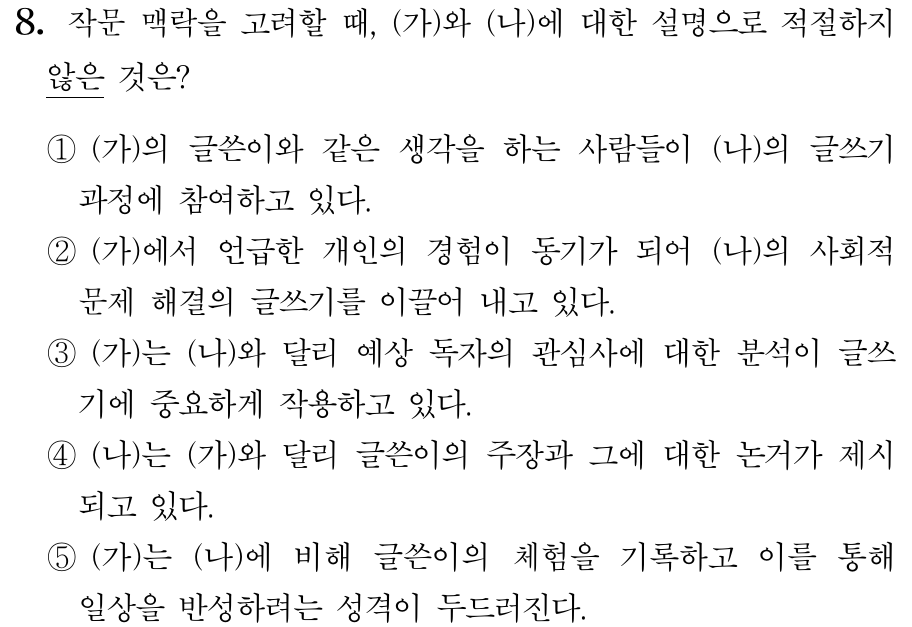 8. 작문 맥락을 고려할 때, (가)와 (나)에 대한 설명으로 적절하지
않은 것은?
① (가)의 글쓴이와 같은 생각을 하는 사람들이 (나)의 글쓰기
과정에 참여하고 있다.
② (가)에서 언급한 개인의 경험이 동기가 되어 (나)의 사회적
문제 해결의 글쓰기를 이끌어 내고 있다.
③ (가)는 (나)와 달리 예상 독자의 관심사에 대한 분석이 글쓰
기에 중요하게 작용하고 있다.
④ (나)는 (가)와 달리 글쓴이의 주장과 그에 대한 논거가 제시
되고 있다.
⑤ (가)는 (나)에 비해 글쓴이의 체험을 기록하고 이를 통해
일상을 반성하려는 성격이 두드러진다.